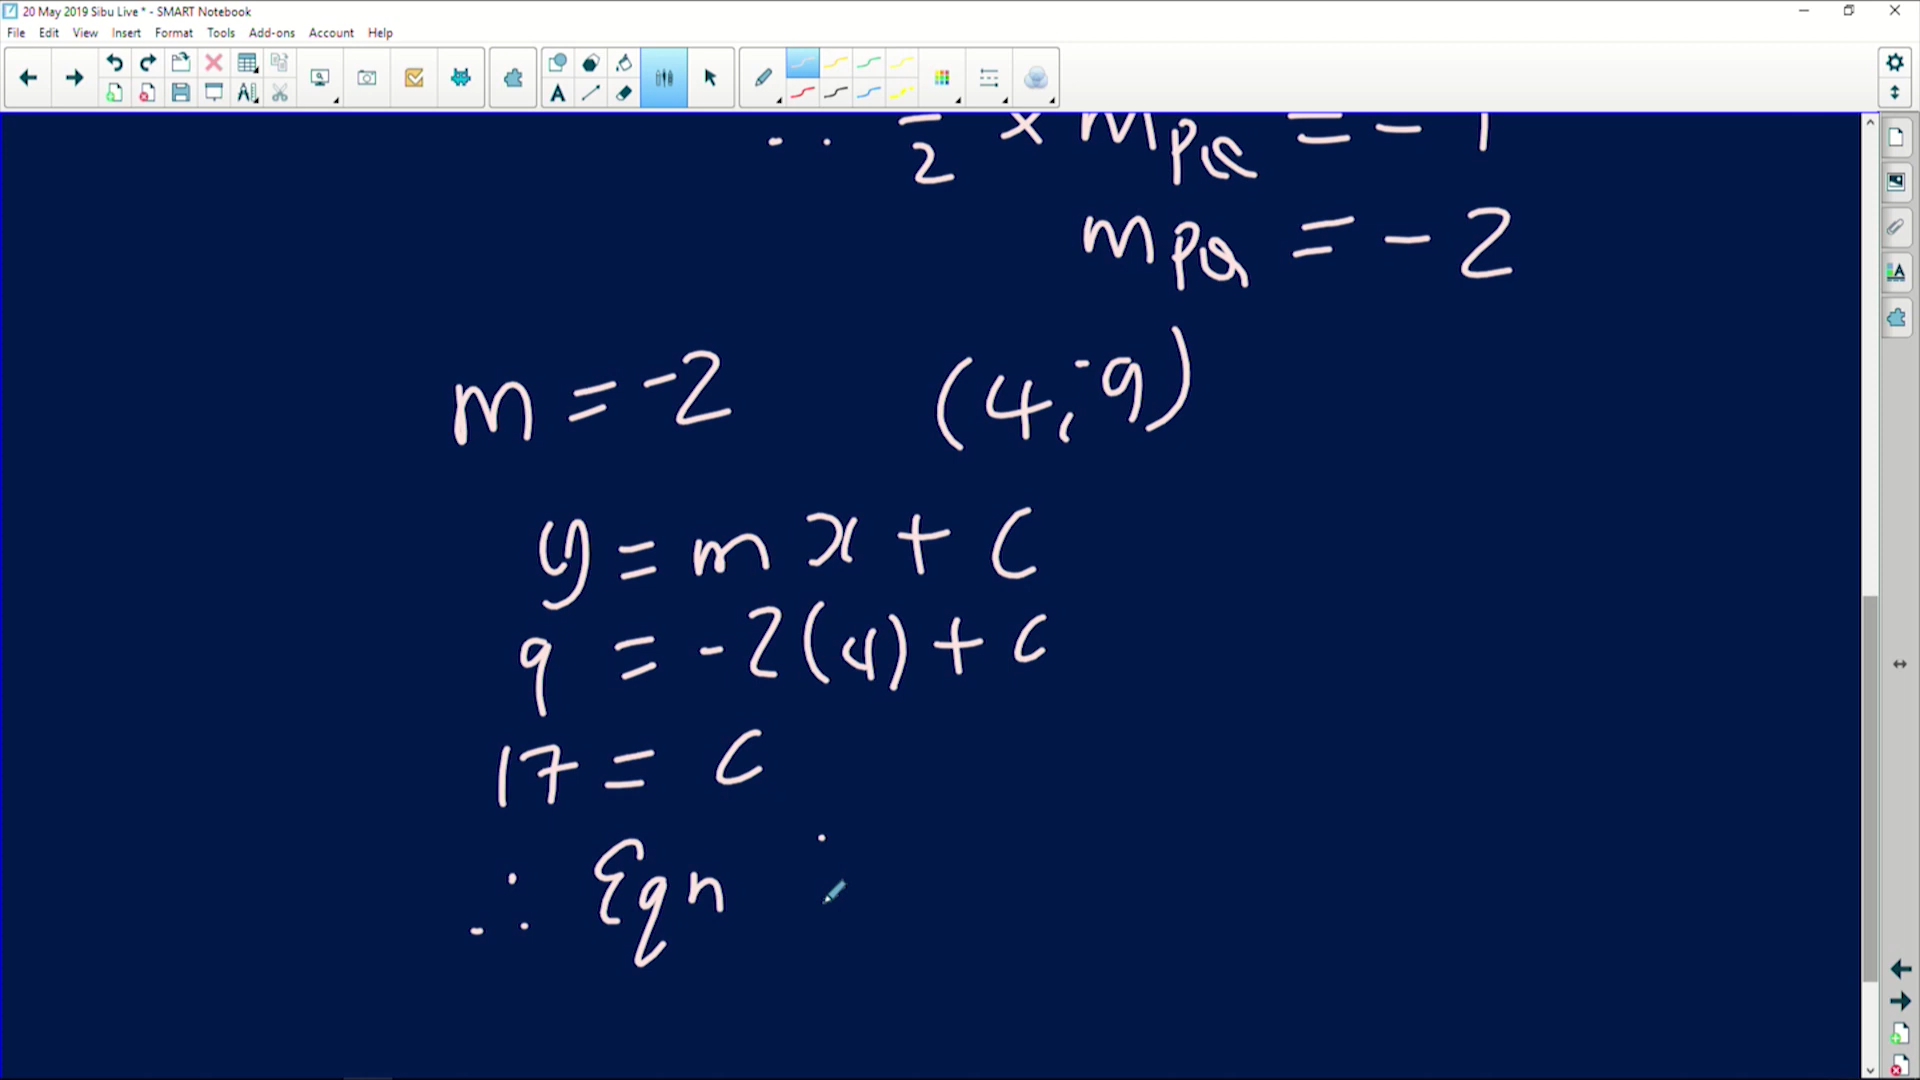 20 May 2019 Sibu Live * - SMART Notebook
File Edit View Insert Format Tools Add-ons Account Help
∴ /2 × mPQ = -1
mPQ = -2
m = -2 (4, -9)
y = mx + C
9 = -2(4) + C
17 = C
∴ Eqn :